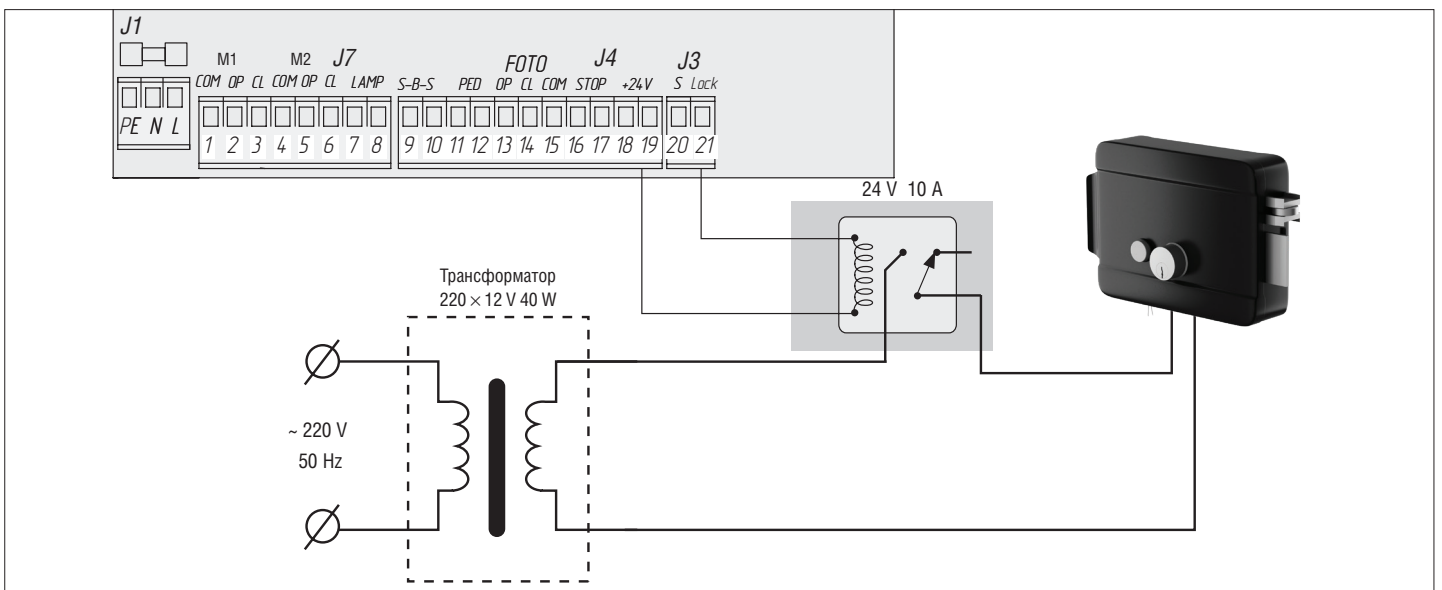 J1
M1 M2 J7 FOTO J4 J3
COM OP CL COM OP CL LAMP S-B-S PED OP CL COM STOP +24V S Lock
PE N L
1 2 3 4 5 6 7 8 9 10 11 12 13 14 15 16 17 18 19 20 21
24 V 10 A
Трансформатор
220 × 12 V 40 W
~ 220 V
50 Hz